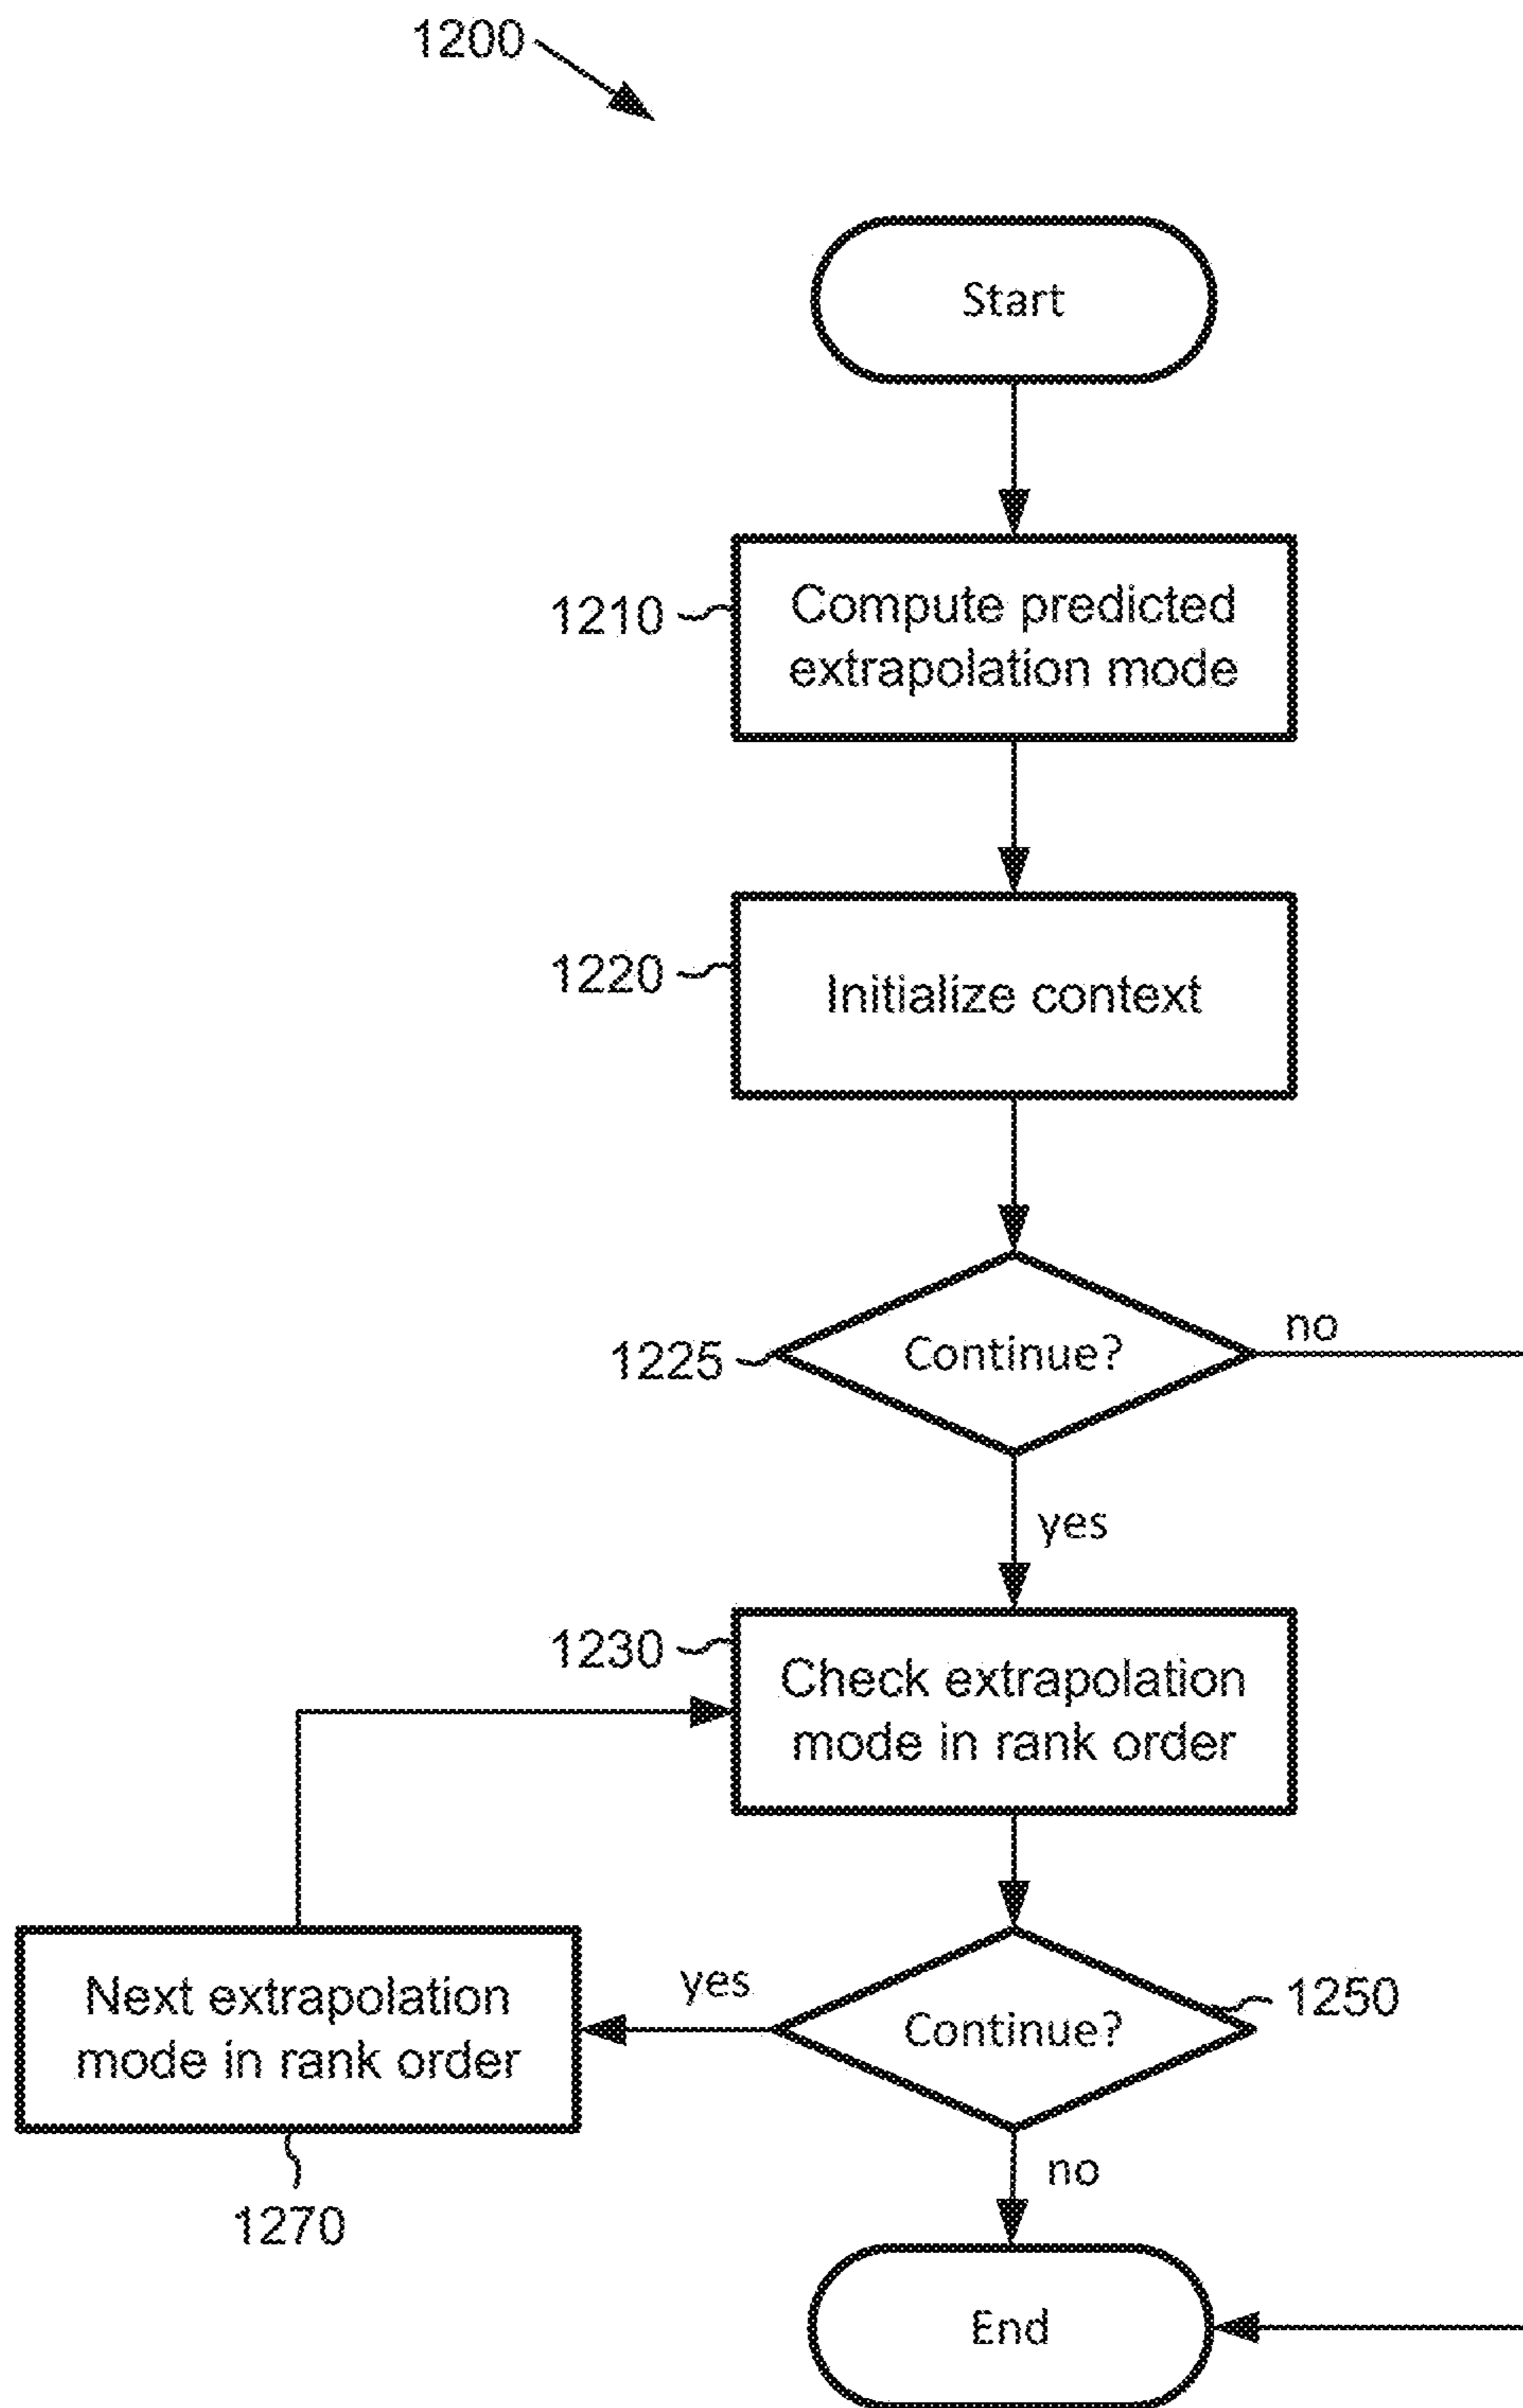 1200
Start
1210
Compute predicted
extrapolation mode
1220
Initialize context
1225
Continue?
no
yes
1230
Check extrapolation
mode in rank order
Next extrapolation
mode in rank order
yes
Continue?
1250
1270
no
End